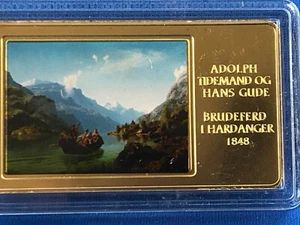 ADOLPH
TIDEMAND OG
HANS GUDE
BRUDEFERD
I HARDANGER
1848